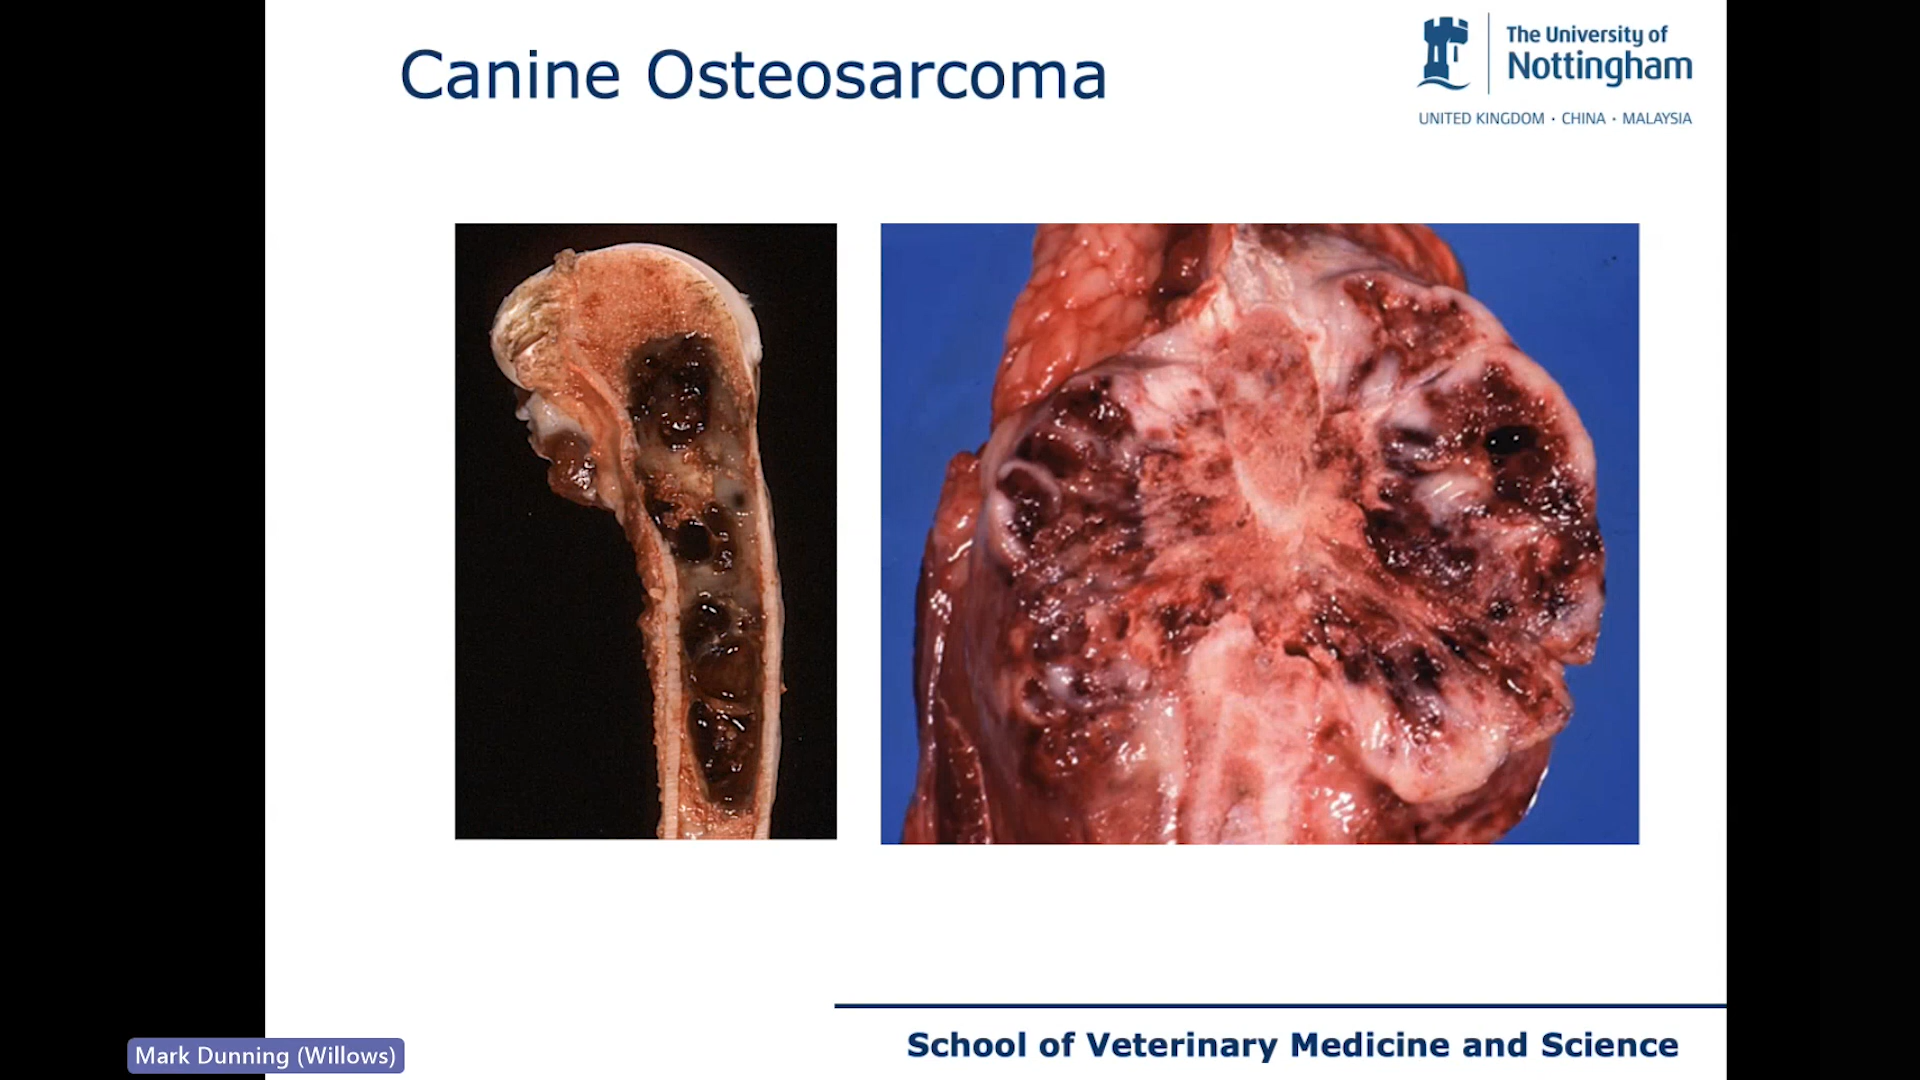 Canine Osteosarcoma
The University of
Nottingham
UNITED KINGDOM · CHINA · MALAYSIA
School of Veterinary Medicine and Science
Mark Dunning (Willows)